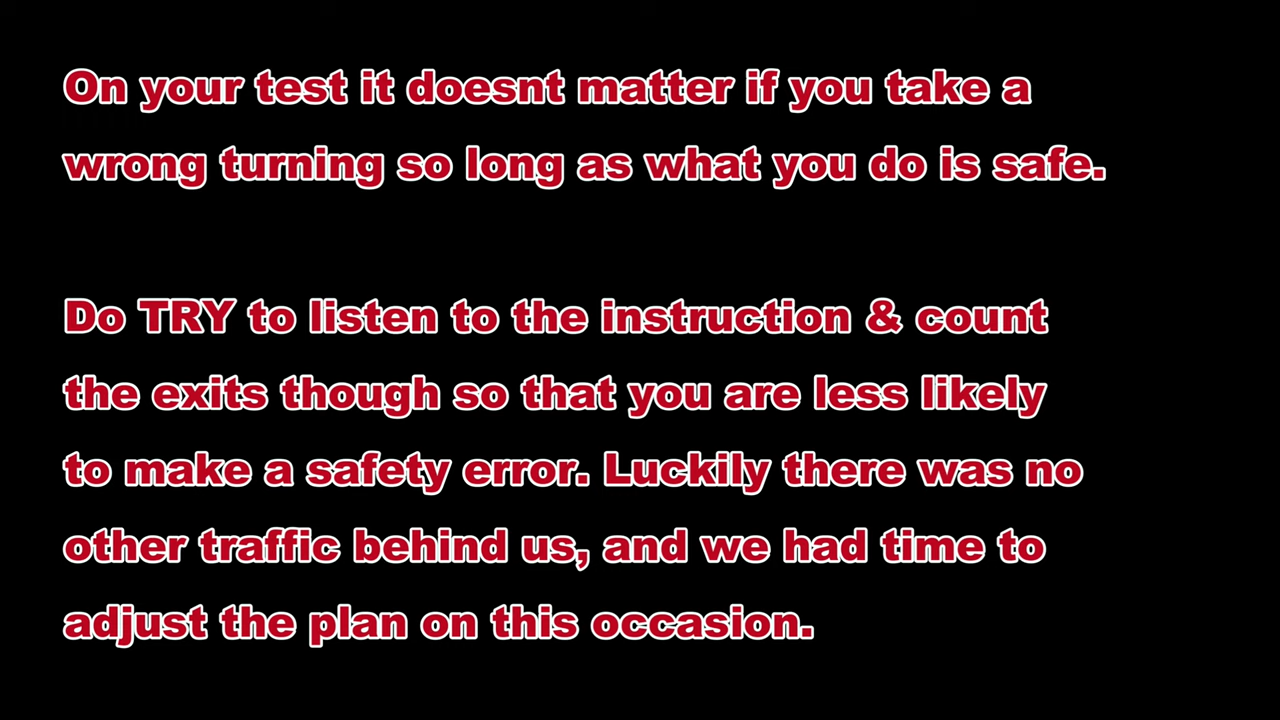 On your test it doesnt matter if you take a
wrong turning so long as what you do is safe.
Do TRY to listen to the instruction & count
the exits though so that you are less likely
to make a safety error. Luckily there was no
other traffic behind us, and we had time to
adjust the plan on this occasion.